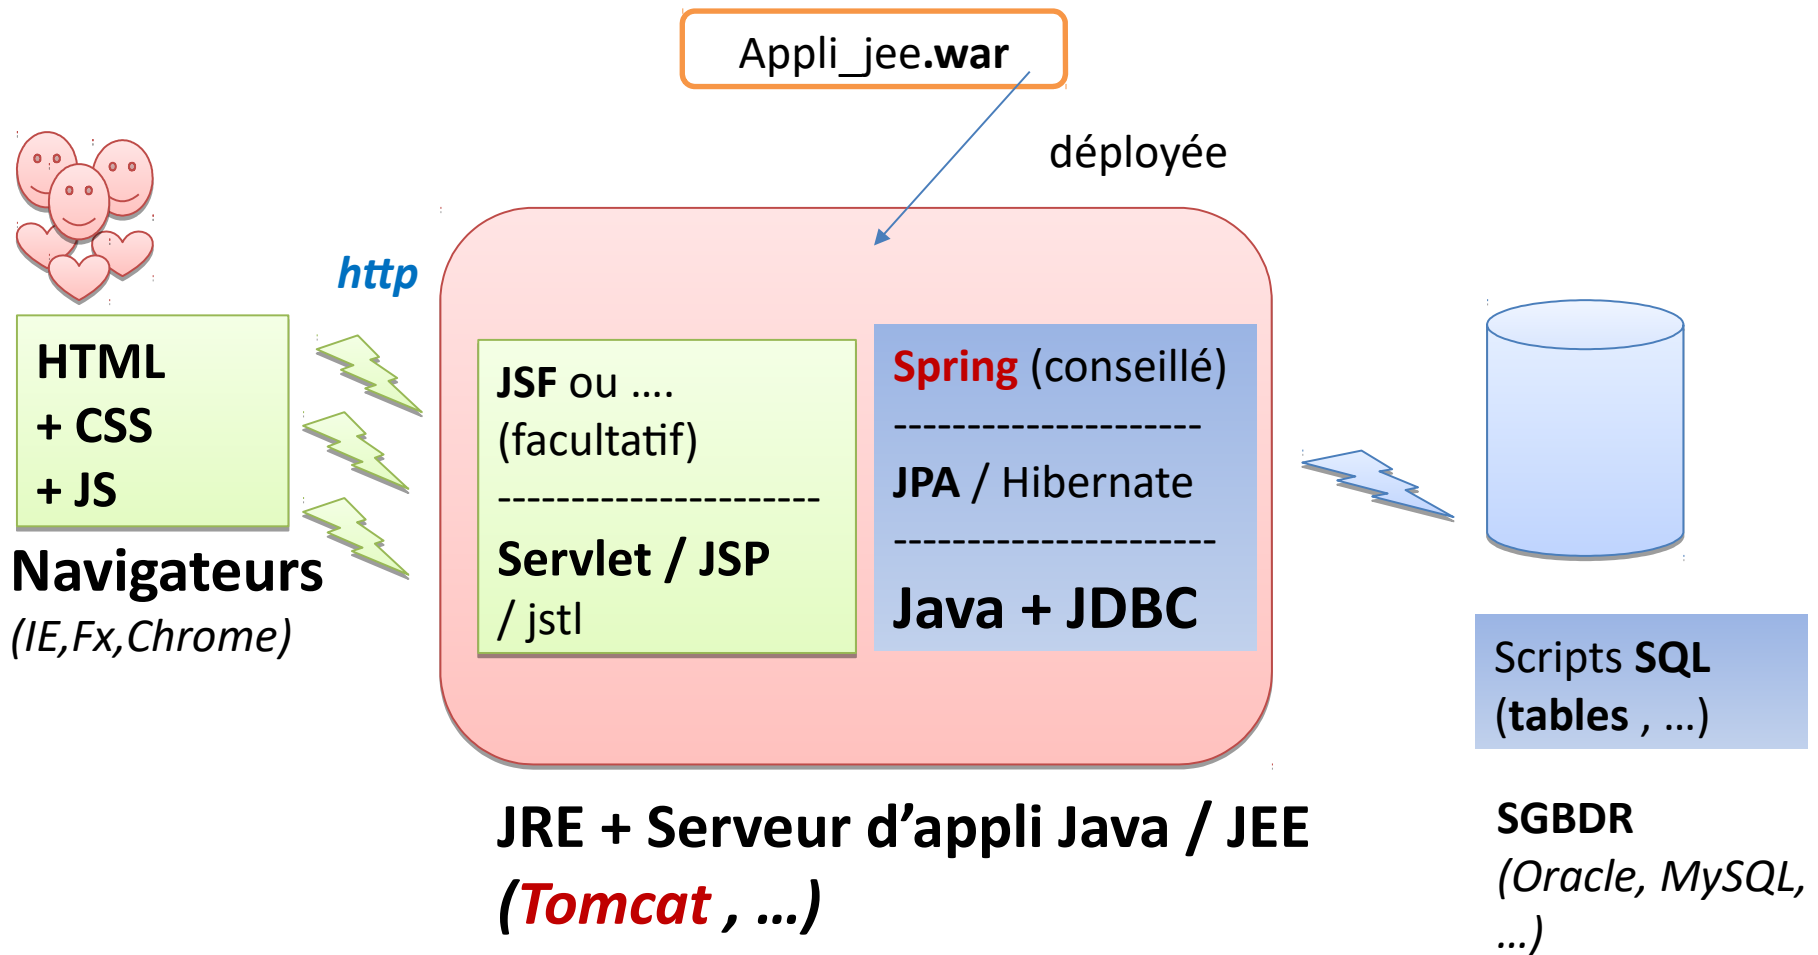 Appli_jee.war
déployée
http
HTML
+ CSS
+ JS
Navigateurs
(IE,Fx,Chrome)
JSF ou ....
(facultatif)
----------------------
Servlet / JSP
/ jstl
Spring (conseillé)
---------------------
JPA / Hibernate
----------------------
Java + JDBC
JRE + Serveur d’appli Java / JEE
(Tomcat , ...)
Scripts SQL
(tables , ...)
SGBDR
(Oracle, MySQL,
...)